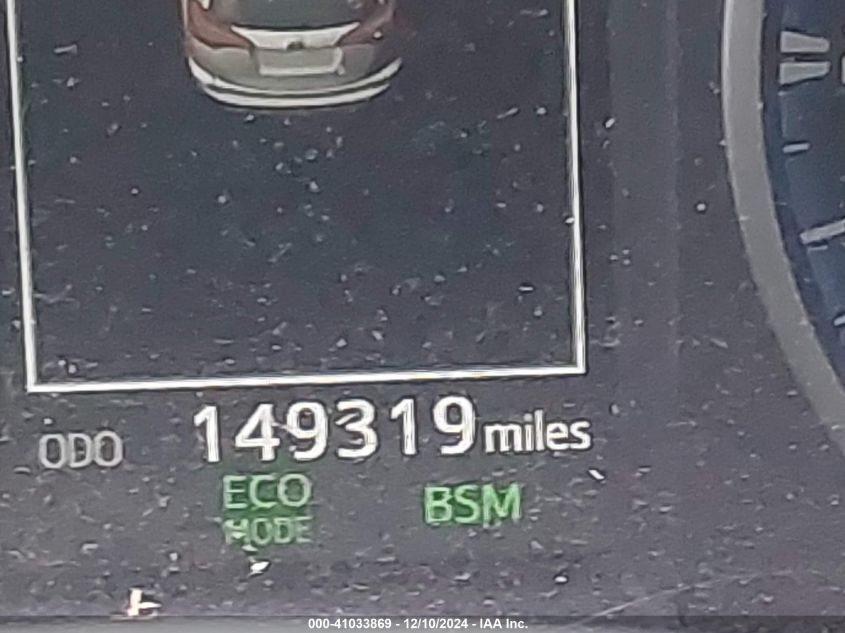 ODO 149319 miles
ECO BSM
MODE
000-41033869 - 12/10/2024 - IAA Inc.